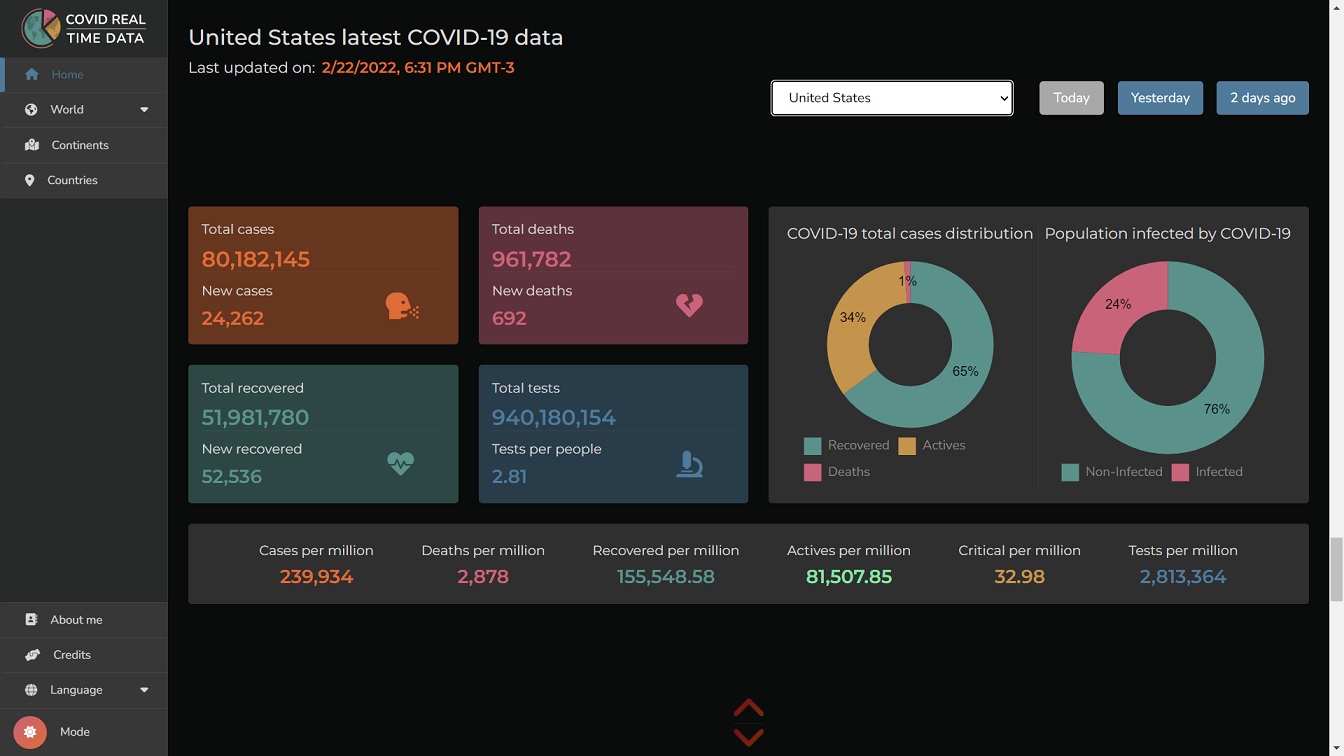 COVID REAL
TIME DATA
Home
World
Continents
Countries
About me
Credits
Language
Mode
United States latest COVID-19 data
Last updated on: 2/22/2022, 6:31 PM GMT-3
United States
Today
Yesterday
2 days ago
Total cases
80,182,145
New cases
24,262
Total deaths
961,782
New deaths
692
Total recovered
51,981,780
New recovered
52,536
Total tests
940,180,154
Tests per people
2.81
COVID-19 total cases distribution
1%
34%
65%
Recovered
Actives
Deaths
Population infected by COVID-19
24%
76%
Non-Infected
Infected
Cases per million
239,934
Deaths per million
2,878
Recovered per million
155,548.58
Actives per million
81,507.85
Critical per million
32.98
Tests per million
2,813,364